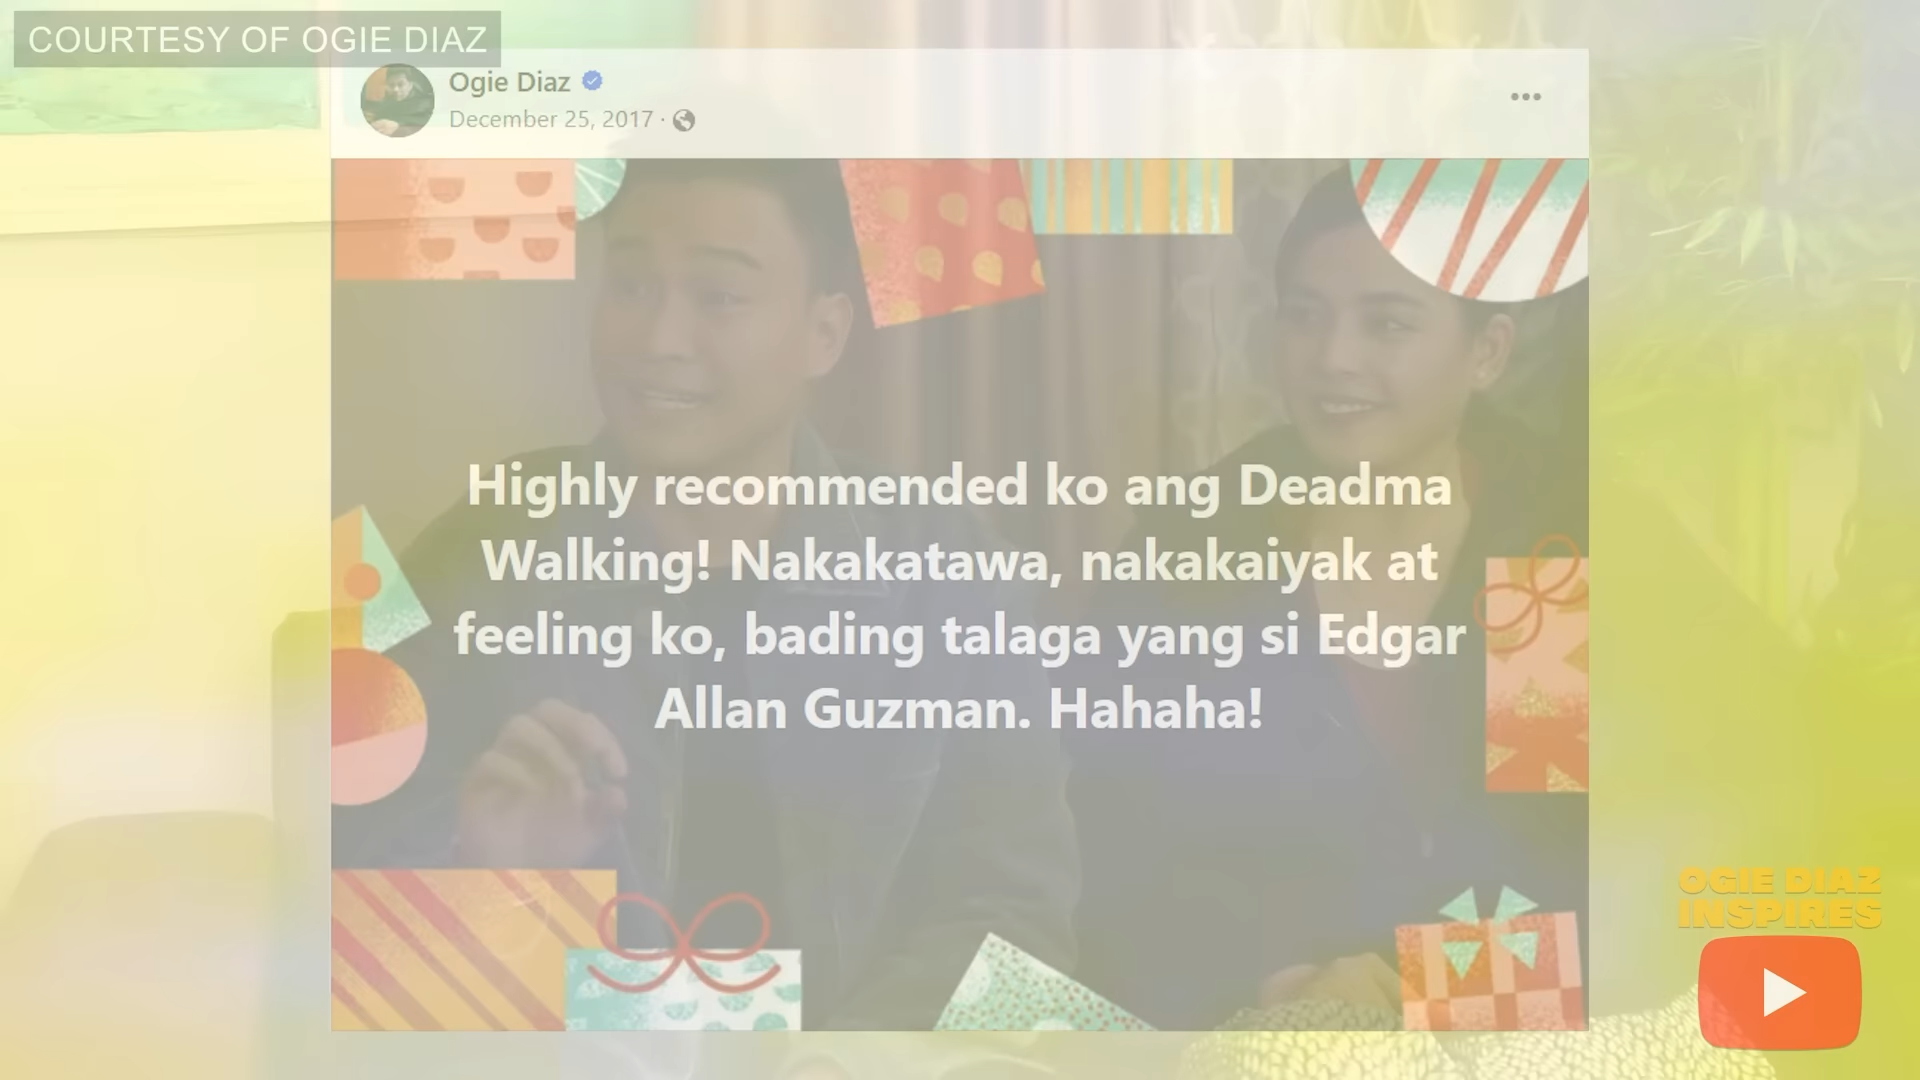 COURTESY OF OGIE DIAZ
Ogie Diaz
December 25, 2017 ·
Highly recommended ko ang Deadma
Walking! Nakakatawa, nakakaiyak at
feeling ko, bading talaga yang si Edgar
Allan Guzman. Hahaha!
OGIE DIAZ
INSPIRES